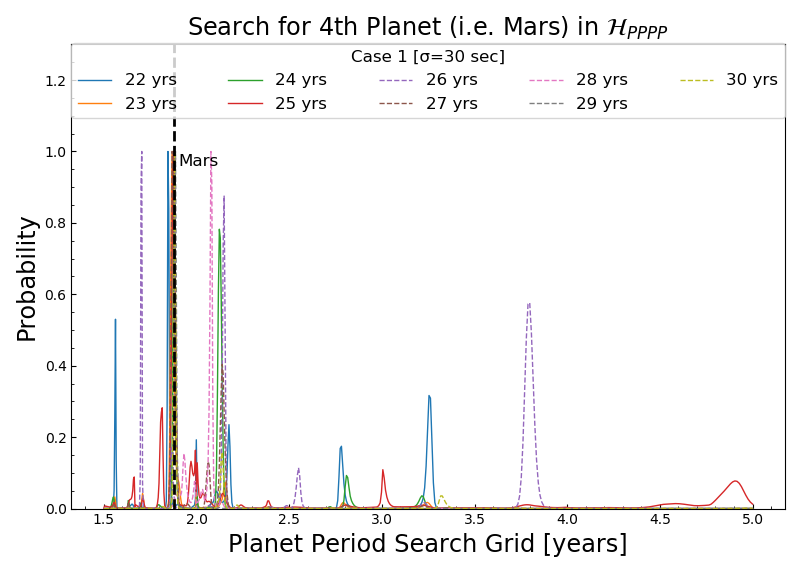 Search for 4th Planet (i.e. Mars) in ℋ_PPPP
Case 1 [σ=30 sec]
22 yrs 24 yrs 26 yrs 28 yrs 30 yrs
23 yrs 25 yrs 27 yrs 29 yrs
Mars
Probability
1.2
1.0
0.8
0.6
0.4
0.2
0.0
1.5 2.0 2.5 3.0 3.5 4.0 4.5 5.0
Planet Period Search Grid [years]